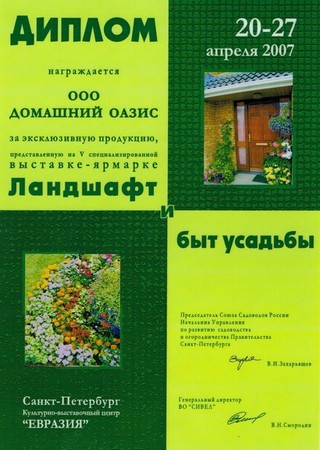 ДИПЛОМ
20-27
апреля 2007
награждается
ООО
ДОМАШНИЙ ОАЗИС
за эксклюзивную продукцию,
представленную на V специализированной
выставке-ярмарке
Ландшафт
и
быт усадьбы
Председатель Союза Садоводов России
Начальник Управления
по развитию садоводства
и огородничества Правительства
Санкт-Петербурга
В.Н.Захарьящев
Генеральный директор
ВО "СИВЕЛ"
В.Н.Смородин
Санкт-Петербург
Культурно-выставочный центр
"ЕВРАЗИЯ"